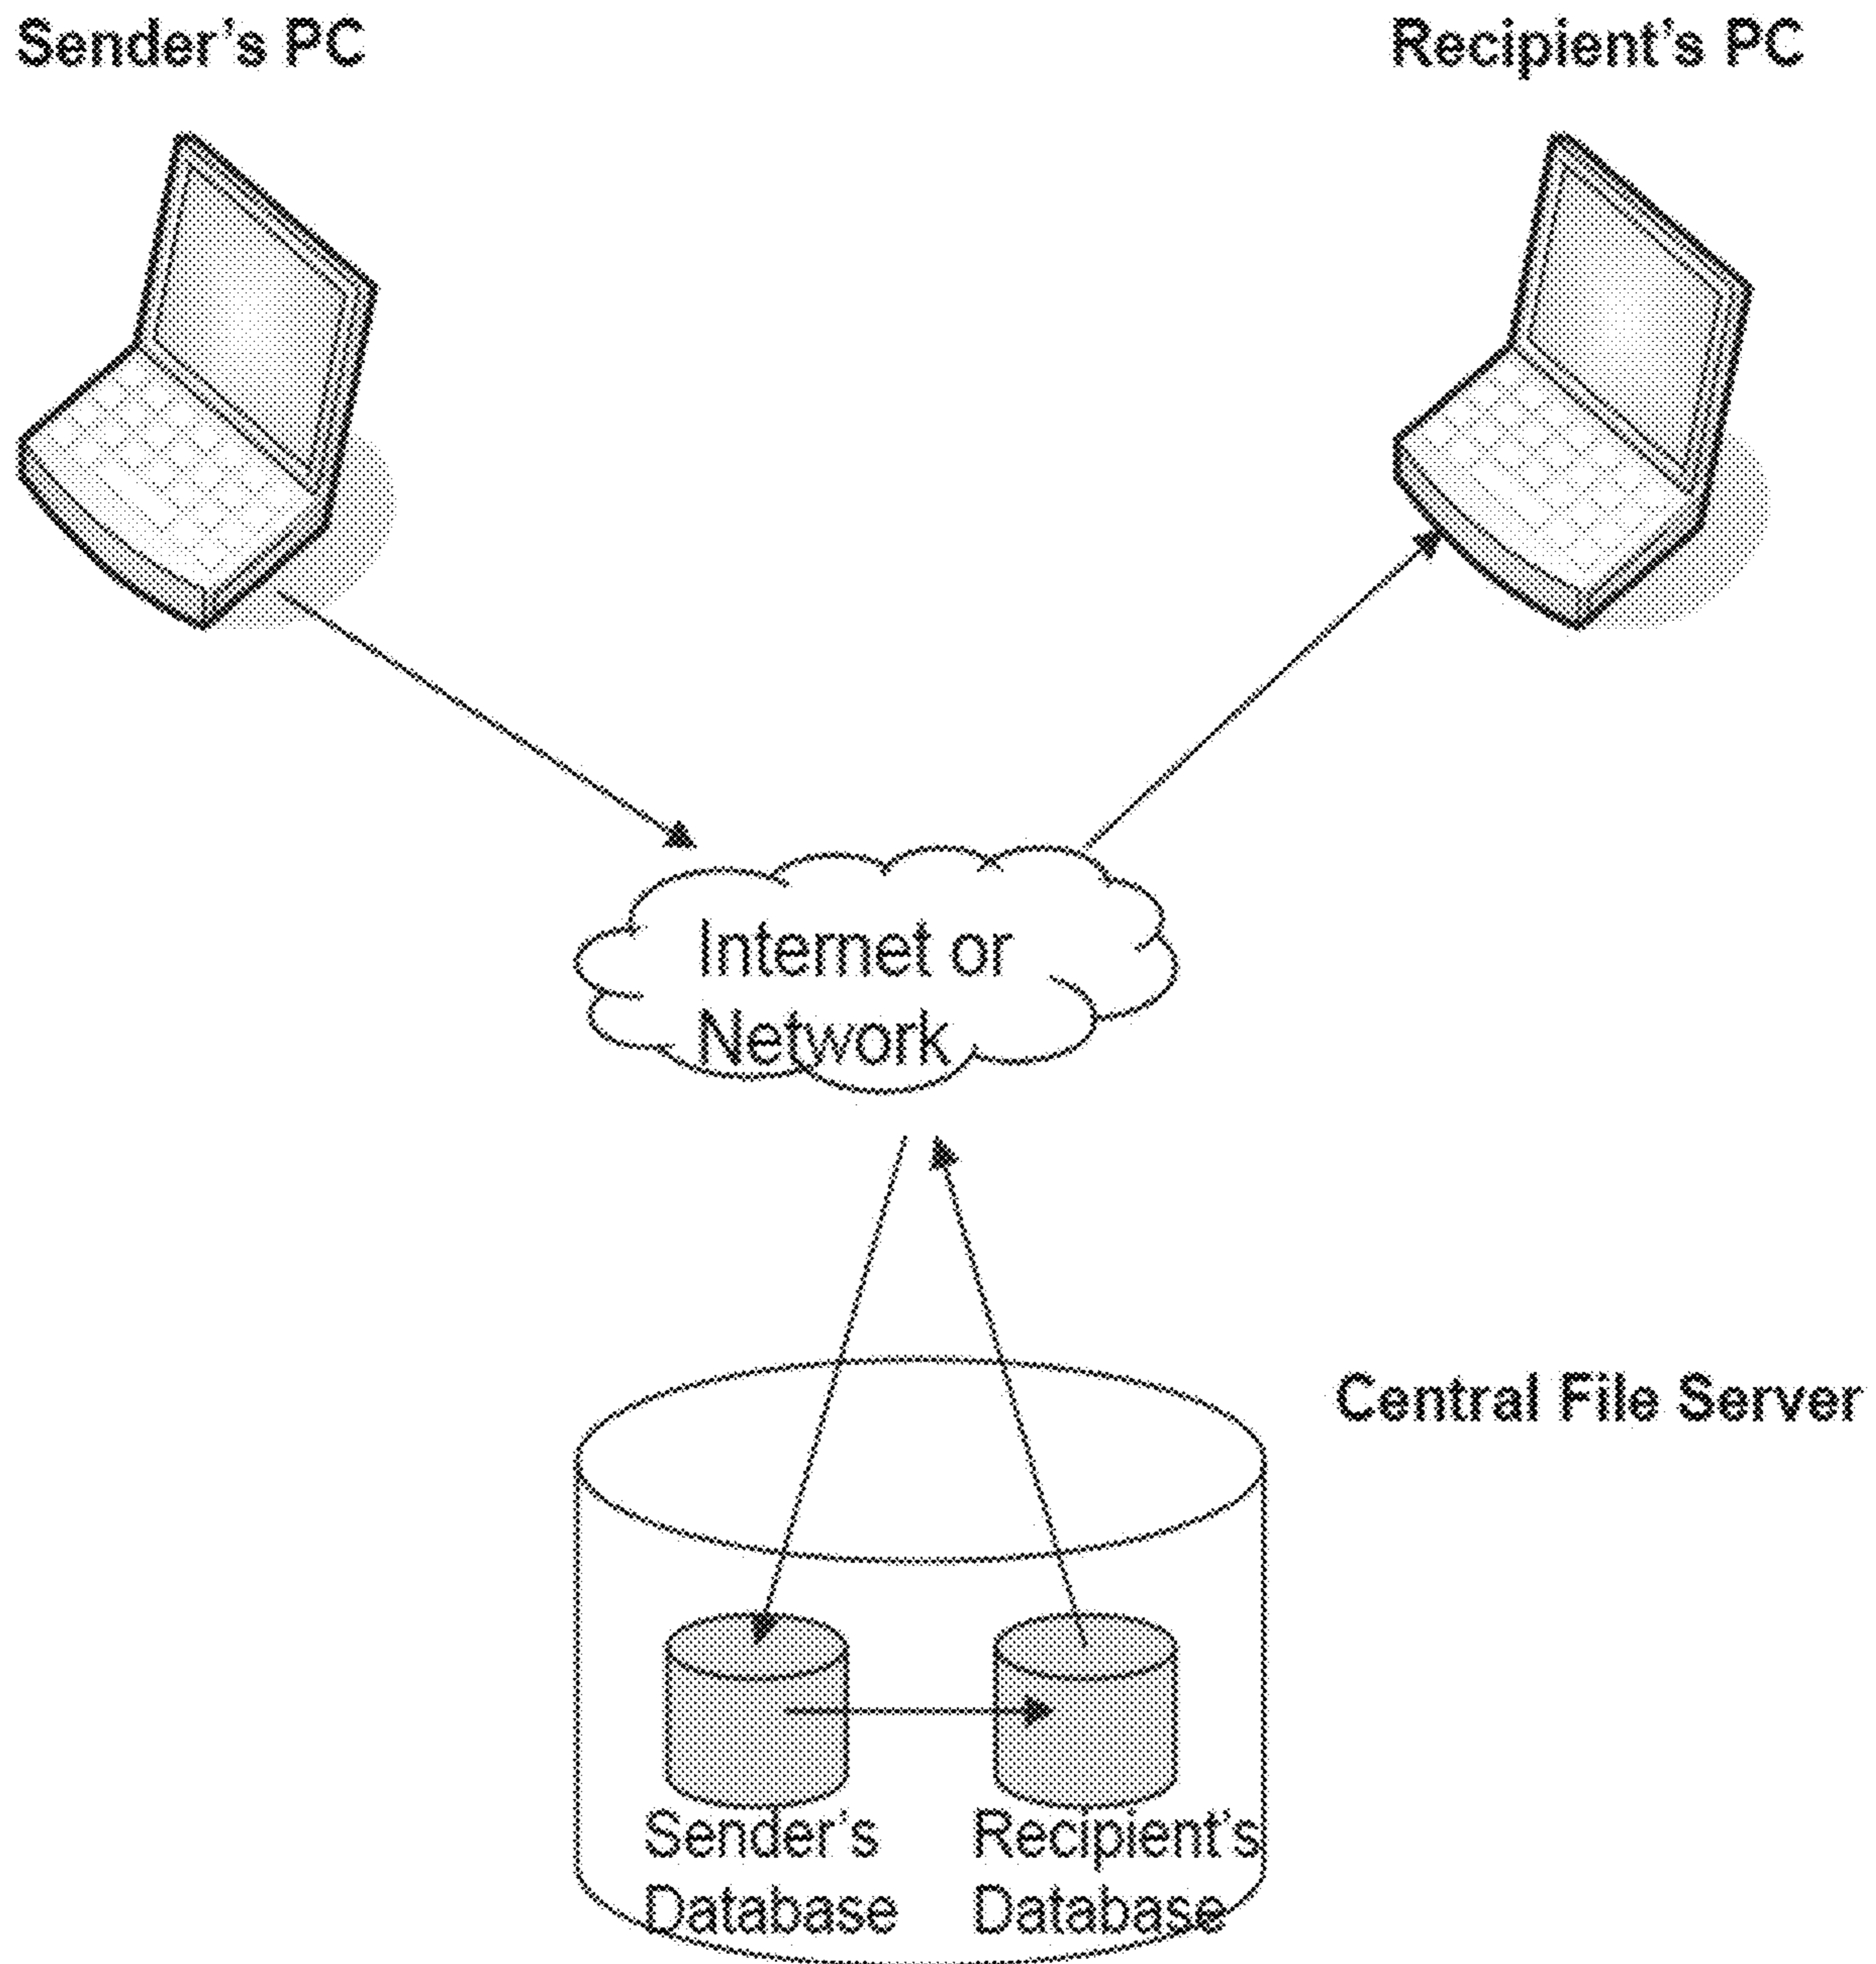 Sender's PC
Recipient's PC
Internet or
Network
Central File Server
Sender's
Database
Recipient's
Database